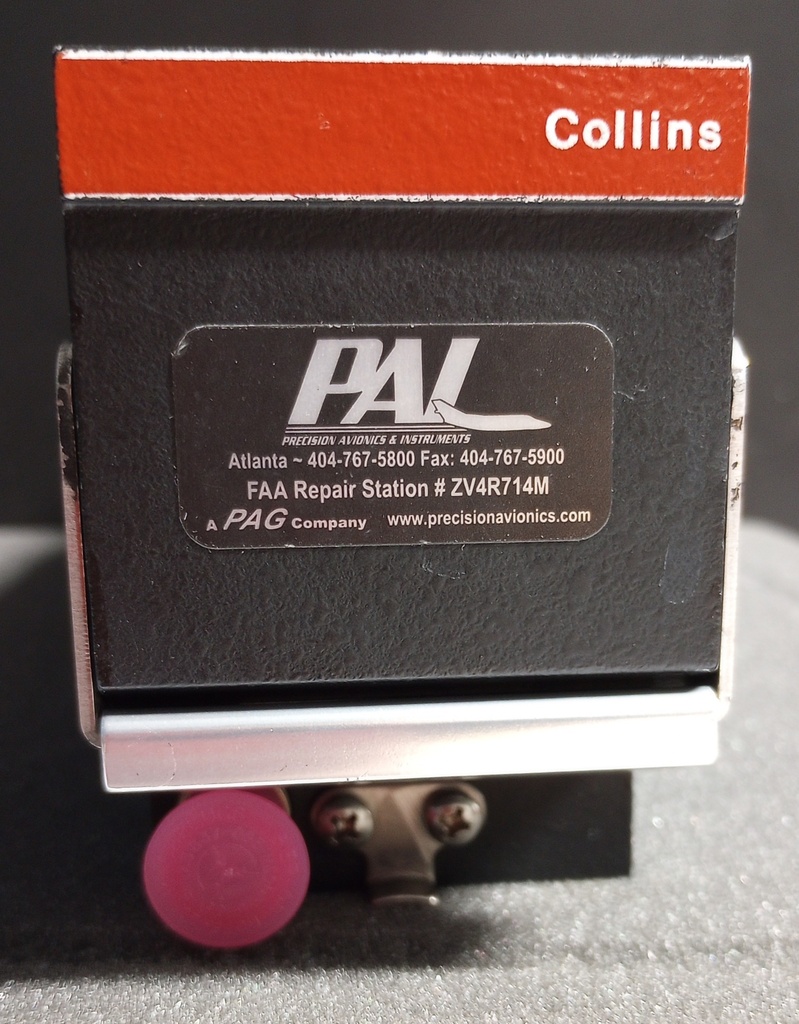 Collins
PAI
PRECISION AVIONICS & INSTRUMENTS
Atlanta ~ 404-767-5800 Fax: 404-767-5900
FAA Repair Station # ZV4R714M
A PAG Company www.precisionavionics.com